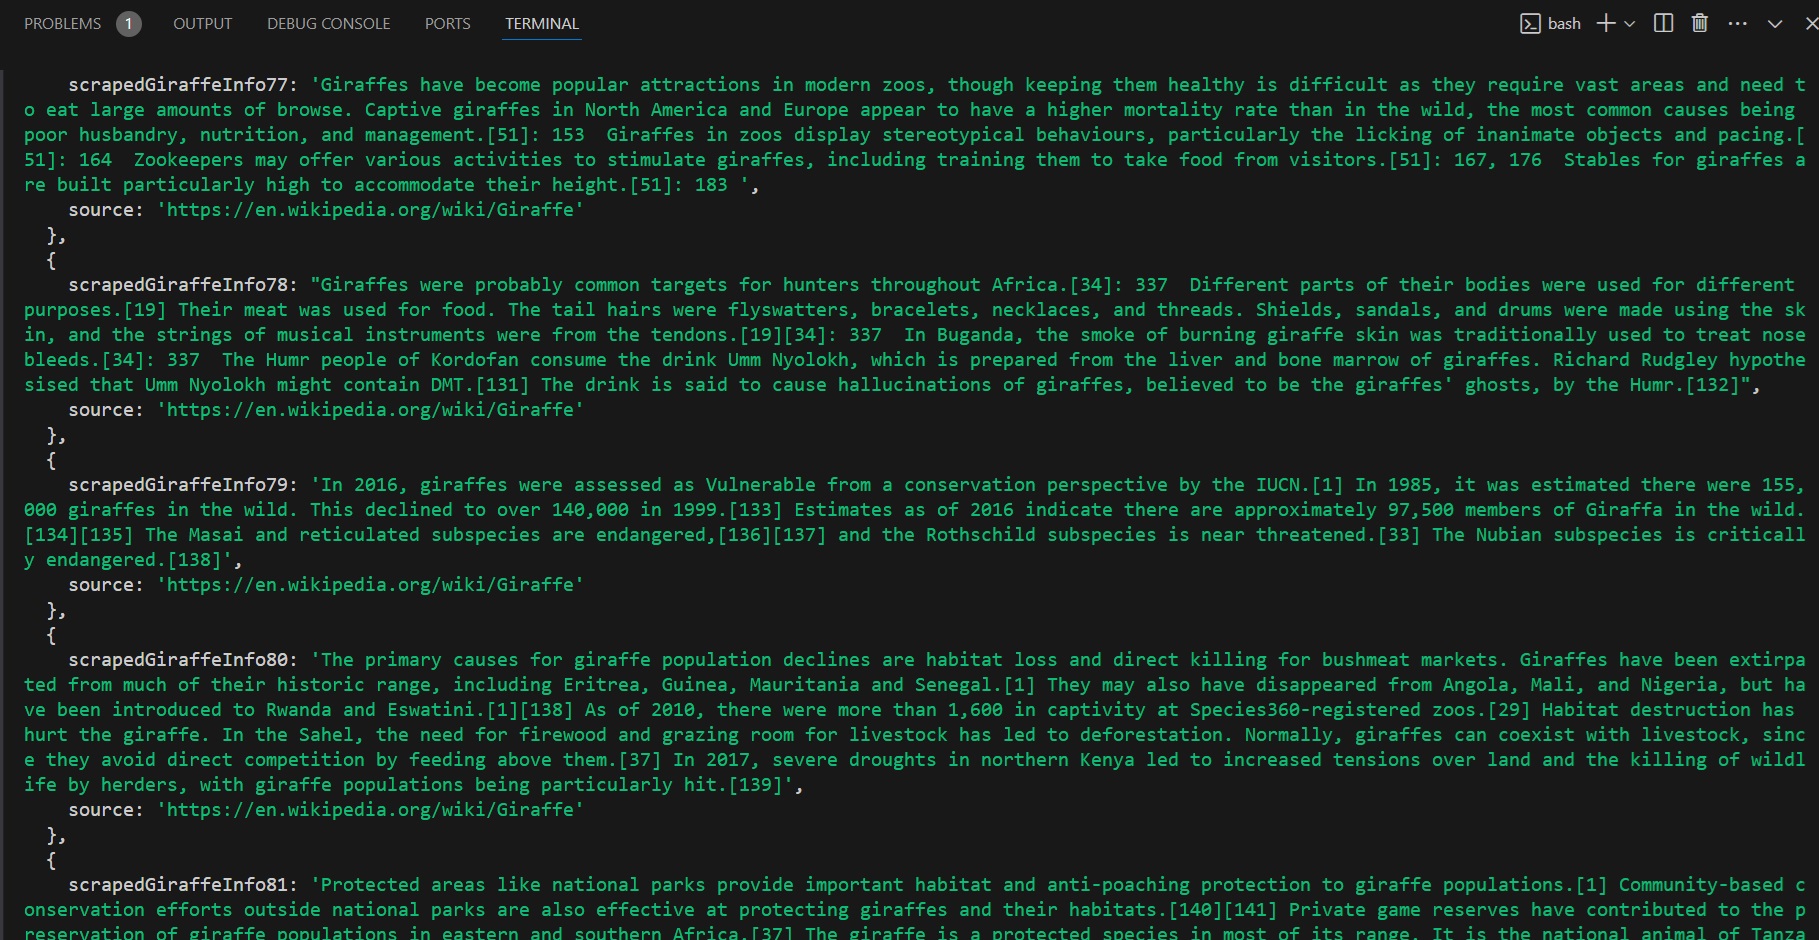 PROBLEMS 1 OUTPUT DEBUG CONSOLE PORTS TERMINAL bash
scrapedGiraffeInfo77: 'Giraffes have become popular attractions in modern zoos, though keeping them healthy is difficult as they require vast areas and need t
o eat large amounts of browse. Captive giraffes in North America and Europe appear to have a higher mortality rate than in the wild, the most common causes being
poor husbandry, nutrition, and management.[51]: 153  Giraffes in zoos display stereotypical behaviours, particularly the licking of inanimate objects and pacing.[
51]: 164  Zookeepers may offer various activities to stimulate giraffes, including training them to take food from visitors.[51]: 167, 176  Stables for giraffes a
re built particularly high to accommodate their height.[51]: 183 ',
source: 'https://en.wikipedia.org/wiki/Giraffe'
},
{
scrapedGiraffeInfo78: "Giraffes were probably common targets for hunters throughout Africa.[34]: 337  Different parts of their bodies were used for different
purposes.[19] Their meat was used for food. The tail hairs were flyswatters, bracelets, necklaces, and threads. Shields, sandals, and drums were made using the sk
in, and the strings of musical instruments were from the tendons.[19][34]: 337  In Buganda, the smoke of burning giraffe skin was traditionally used to treat nose
bleeds.[34]: 337  The Humr people of Kordofan consume the drink Umm Nyolokh, which is prepared from the liver and bone marrow of giraffes. Richard Rudgley hypothe
sised that Umm Nyolokh might contain DMT.[131] The drink is said to cause hallucinations of giraffes, believed to be the giraffes' ghosts, by the Humr.[132]",
source: 'https://en.wikipedia.org/wiki/Giraffe'
},
{
scrapedGiraffeInfo79: 'In 2016, giraffes were assessed as Vulnerable from a conservation perspective by the IUCN.[1] In 1985, it was estimated there were 155,
000 giraffes in the wild. This declined to over 140,000 in 1999.[133] Estimates as of 2016 indicate there are approximately 97,500 members of Giraffa in the wild.
[134][135] The Masai and reticulated subspecies are endangered,[136][137] and the Rothschild subspecies is near threatened.[33] The Nubian subspecies is criticall
y endangered.[138]',
source: 'https://en.wikipedia.org/wiki/Giraffe'
},
{
scrapedGiraffeInfo80: 'The primary causes for giraffe population declines are habitat loss and direct killing for bushmeat markets. Giraffes have been extirpa
ted from much of their historic range, including Eritrea, Guinea, Mauritania and Senegal.[1] They may also have disappeared from Angola, Mali, and Nigeria, but ha
ve been introduced to Rwanda and Eswatini.[1][138] As of 2010, there were more than 1,600 in captivity at Species360-registered zoos.[29] Habitat destruction has
hurt the giraffe. In the Sahel, the need for firewood and grazing room for livestock has led to deforestation. Normally, giraffes can coexist with livestock, sinc
e they avoid direct competition by feeding above them.[37] In 2017, severe droughts in northern Kenya led to increased tensions over land and the killing of wildl
ife by herders, with giraffe populations being particularly hit.[139]',
source: 'https://en.wikipedia.org/wiki/Giraffe'
},
{
scrapedGiraffeInfo81: 'Protected areas like national parks provide important habitat and anti-poaching protection to giraffe populations.[1] Community-based c
onservation efforts outside national parks are also effective at protecting giraffes and their habitats.[140][141] Private game reserves have contributed to the p
reservation of giraffe populations in eastern and southern Africa.[37] The giraffe is a protected species in most of its range. It is the national animal of Tanza